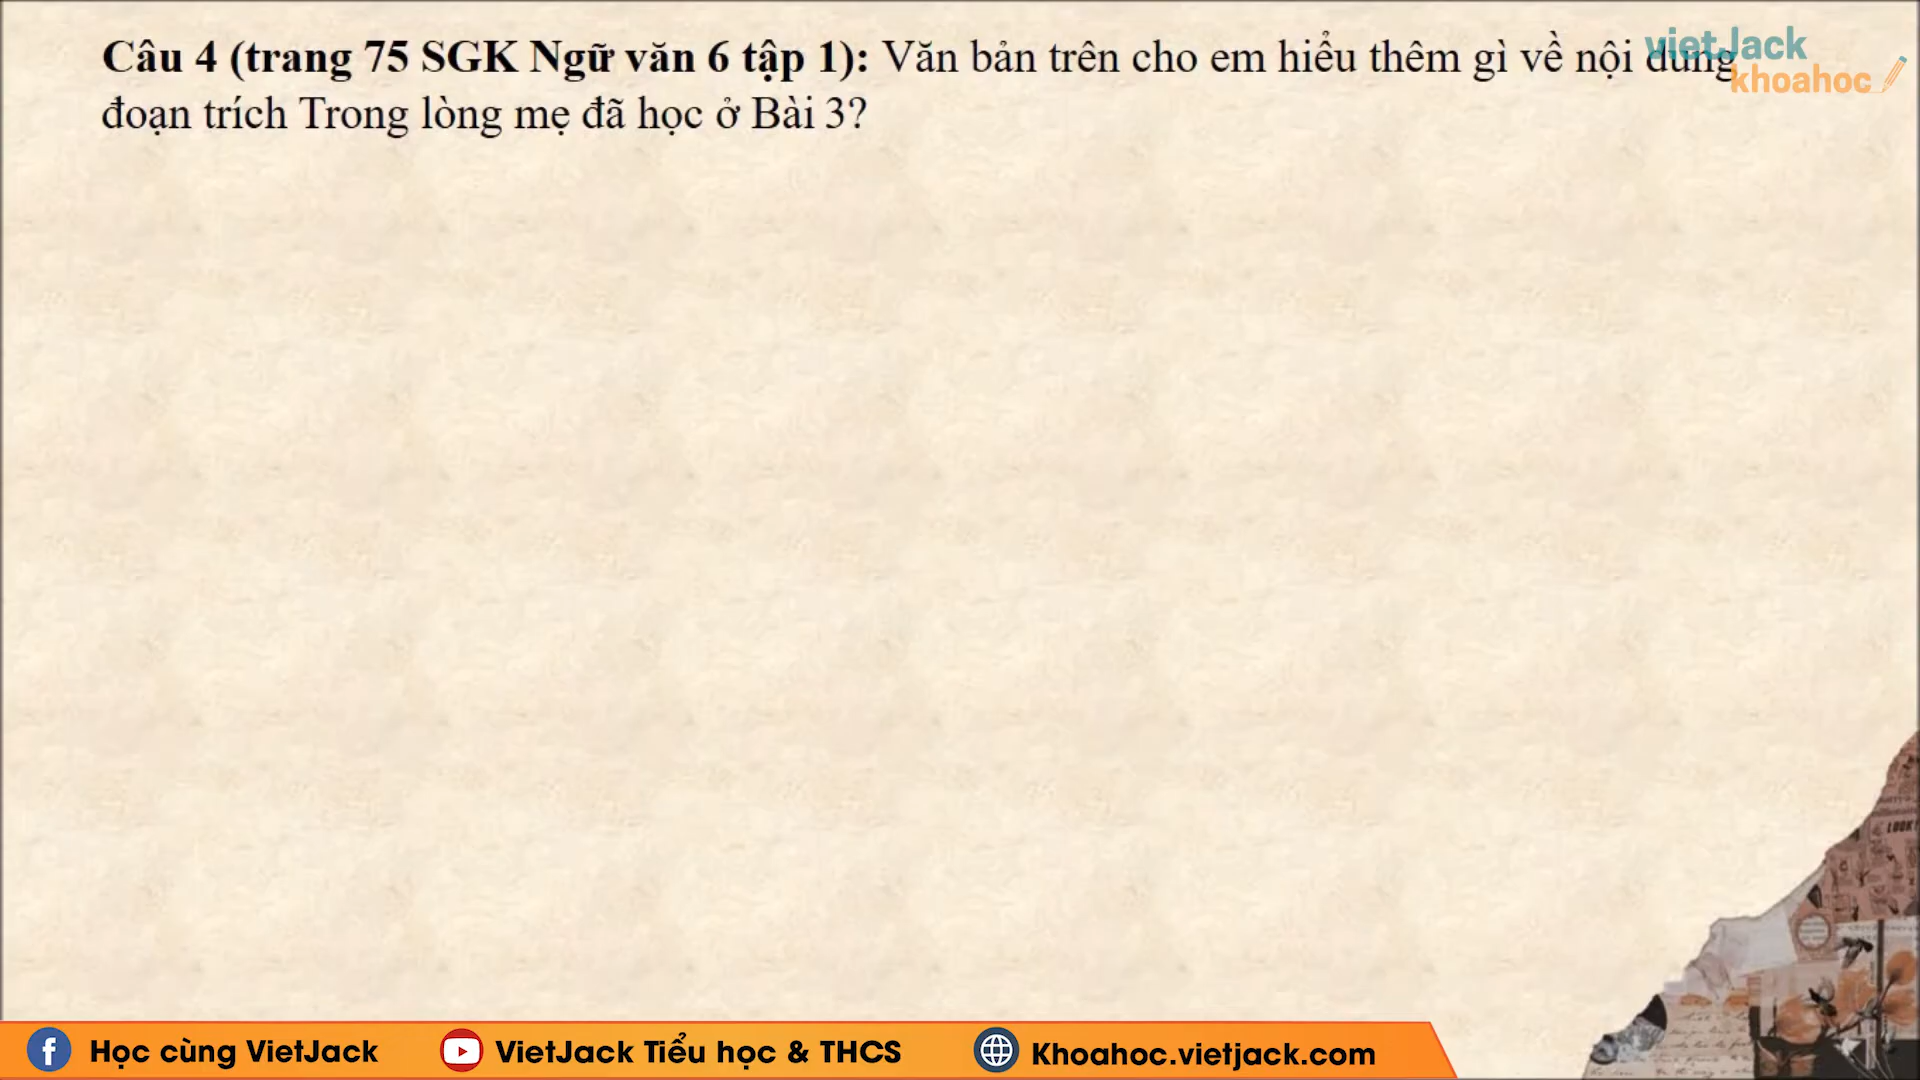 Câu 4 (trang 75 SGK Ngữ văn 6 tập 1): Văn bản trên cho em hiểu thêm gì về nội dung
đoạn trích Trong lòng mẹ đã học ở Bài 3?
vietJack
khoahoc
LOOK!
Học cùng VietJack
VietJack Tiểu học & THCS
Khoahoc.vietjack.com